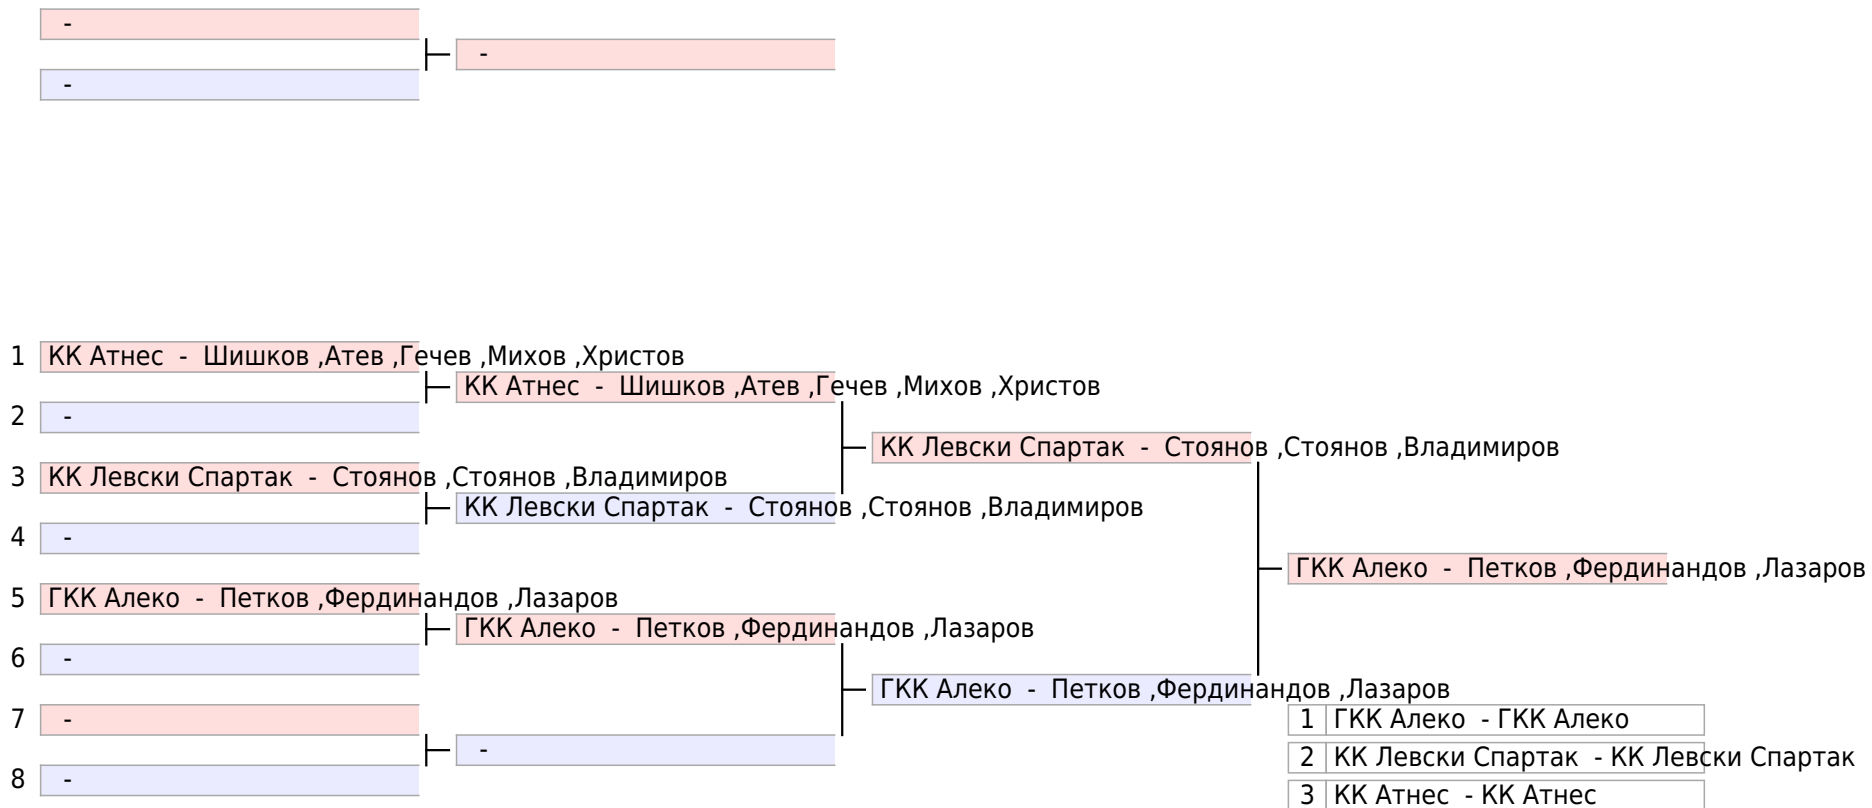 -
-
-
1 КК Атнес - Шишков ,Атев ,Гечев ,Михов ,Христов
КК Атнес - Шишков ,Атев ,Гечев ,Михов ,Христов
2 -
КК Левски Спартак - Стоянов ,Стоянов ,Владимиров
3 КК Левски Спартак - Стоянов ,Стоянов ,Владимиров
КК Левски Спартак - Стоянов ,Стоянов ,Владимиров
4 -
ГКК Алеко - Петков ,Фердинандов ,Лазаров
5 ГКК Алеко - Петков ,Фердинандов ,Лазаров
ГКК Алеко - Петков ,Фердинандов ,Лазаров
6 -
ГКК Алеко - Петков ,Фердинандов ,Лазаров
7 -
1 ГКК Алеко - ГКК Алеко
-
2 КК Левски Спартак - КК Левски Спартак
8 -
3 КК Атнес - КК Атнес